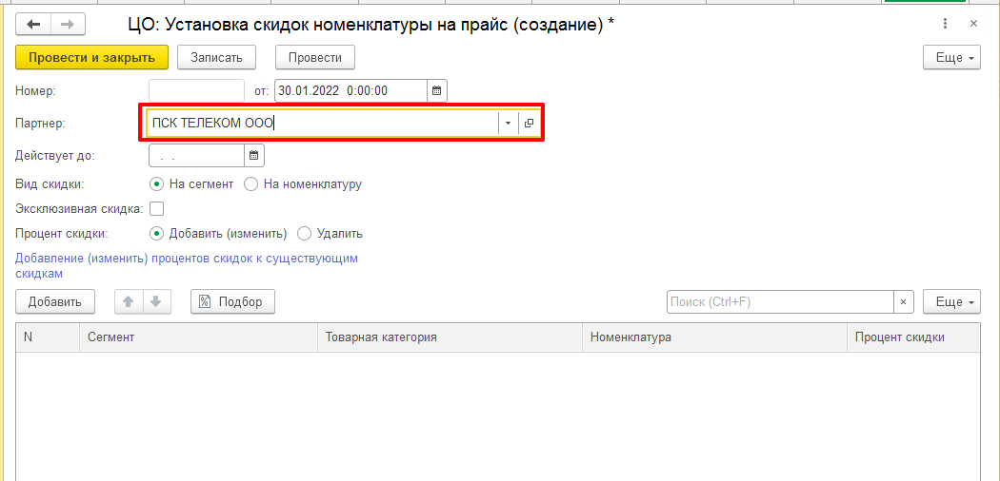 ЦО: Установка скидок номенклатуры на прайс (создание) *
Провести и закрыть Записать Провести Еще
Номер: от: 30.01.2022 0:00:00
Партнер: ПСК ТЕЛЕКОМ ООО
Действует до: . .
Вид скидки: На сегмент На номенклатуру
Эксклюзивная скидка:
Процент скидки: Добавить (изменить) Удалить
Добавление (изменить) процентов скидок к существующим
скидкам
Добавить Подбор Поиск (Ctrl+F) × Еще
N Сегмент Товарная категория Номенклатура Процент скидки